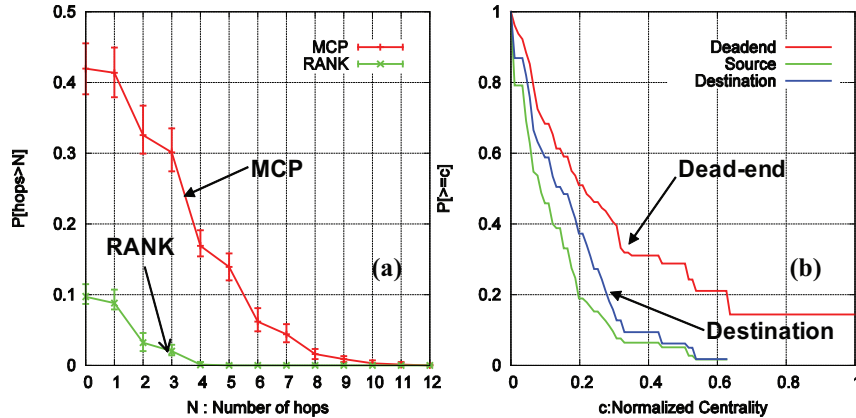 0.5
0.4
0.3
0.2
0.1
0
P[hops>N]
MCP
RANK
MCP
RANK
(a)
0 1 2 3 4 5 6 7 8 9 10 11 12
N : Number of hops
1
0.8
0.6
0.4
0.2
0
P[>=c]
Deadend
Source
Destination
Dead-end
(b)
Destination
0 0.2 0.4 0.6 0.8 1
c:Normalized Centrality